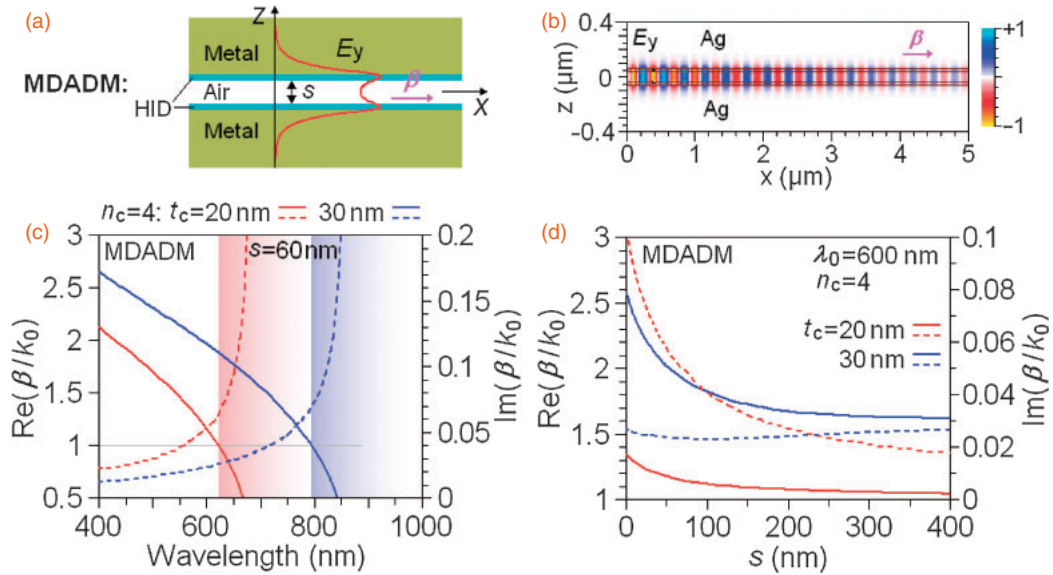 (a)
Z
Metal
Ey
MDADM:
Air
s
β
X
HID
Metal
(b)
0.4
0
-0.4
z (µm)
Ey
Ag
β
Ag
+1
−1
0 1 2 3 4 5
x (µm)
nc=4: tc=20 nm 30 nm
(c)
MDADM
s=60nm
3
2.5
2
1.5
1
0.5
Re(β/k0)
0.2
0.15
0.1
0.05
0
Im(β/k0)
400 500 600 700 800 900 1000
Wavelength (nm)
(d)
MDADM
λ0=600 nm
nc=4
tc=20 nm
30 nm
3
2.5
2
1.5
1
Re(β/k0)
0.1
0.08
0.06
0.04
0.02
0
Im(β/k0)
0 100 200 300 400
s (nm)